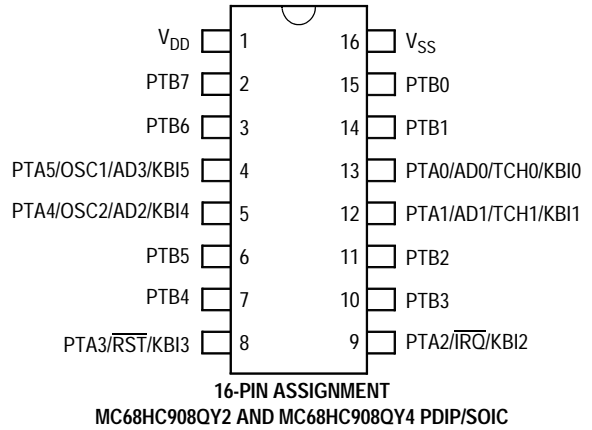 VDD 1 16 VSS
PTB7 2 15 PTB0
PTB6 3 14 PTB1
PTA5/OSC1/AD3/KBI5 4 13 PTA0/AD0/TCH0/KBI0
PTA4/OSC2/AD2/KBI4 5 12 PTA1/AD1/TCH1/KBI1
PTB5 6 11 PTB2
PTB4 7 10 PTB3
PTA3/RST/KBI3 8 9 PTA2/IRQ/KBI2
16-PIN ASSIGNMENT
MC68HC908QY2 AND MC68HC908QY4 PDIP/SOIC